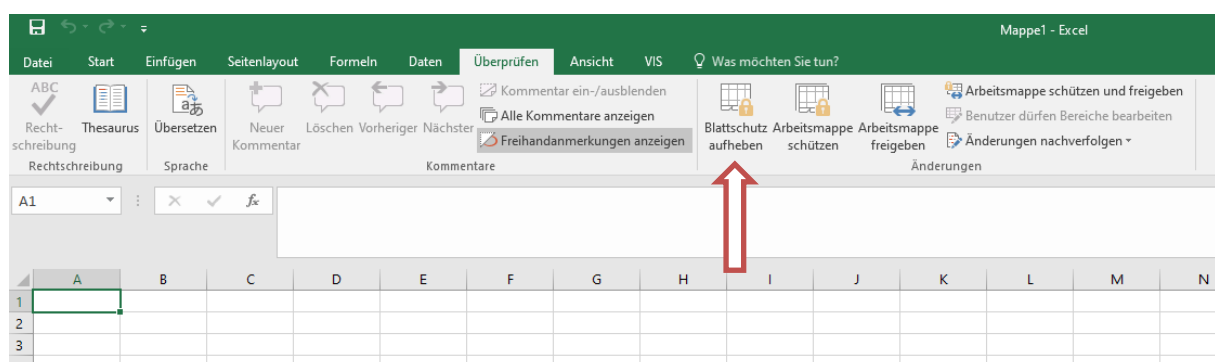 Mappe1 - Excel
Datei Start Einfügen Seitenlayout Formeln Daten Überprüfen Ansicht VIS Was möchten Sie tun?
ABC
Recht-
schreibung
Thesaurus
Rechtschreibung
Übersetzen
Sprache
Neuer
Kommentar
Löschen Vorheriger Nächster
Kommentar ein-/ausblenden
Alle Kommentare anzeigen
Freihandanmerkungen anzeigen
Kommentare
Blattschutz
aufheben
Arbeitsmappe
schützen
Arbeitsmappe
freigeben
Arbeitsmappe schützen und freigeben
Benutzer dürfen Bereiche bearbeiten
Änderungen nachverfolgen
Änderungen
A1 fx
A B C D E F G H I J K L M N
1
2
3